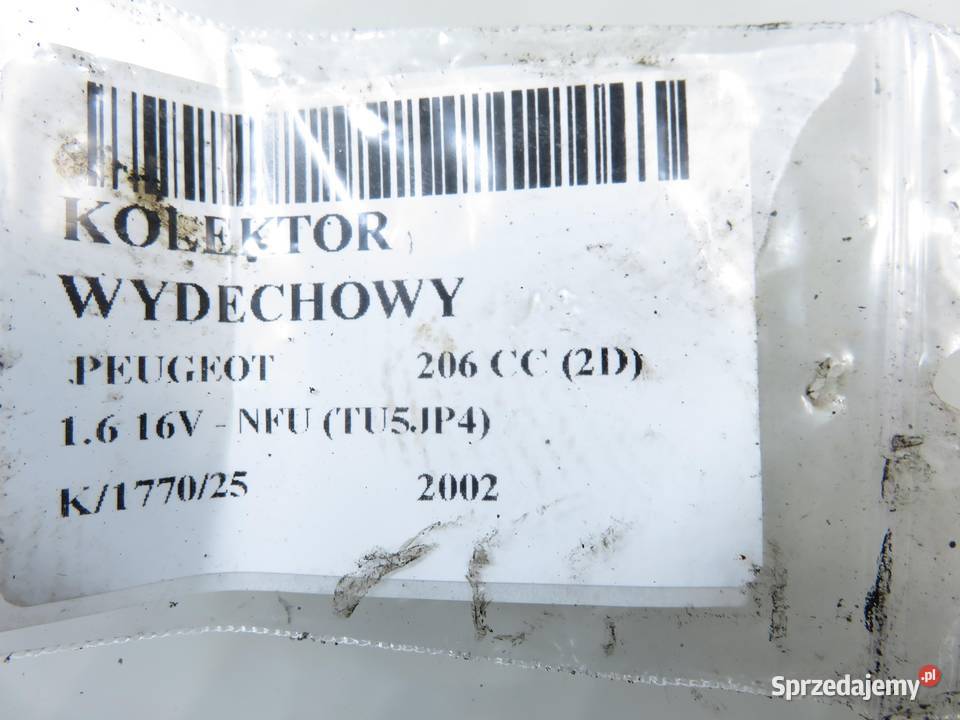 KOLEKTOR
WYDECHOWY
PEUGEOT 206 CC (2D)
1.6 16V - NFU (TU5JP4)
K/1770/25 2002
Sprzedajemy.pl